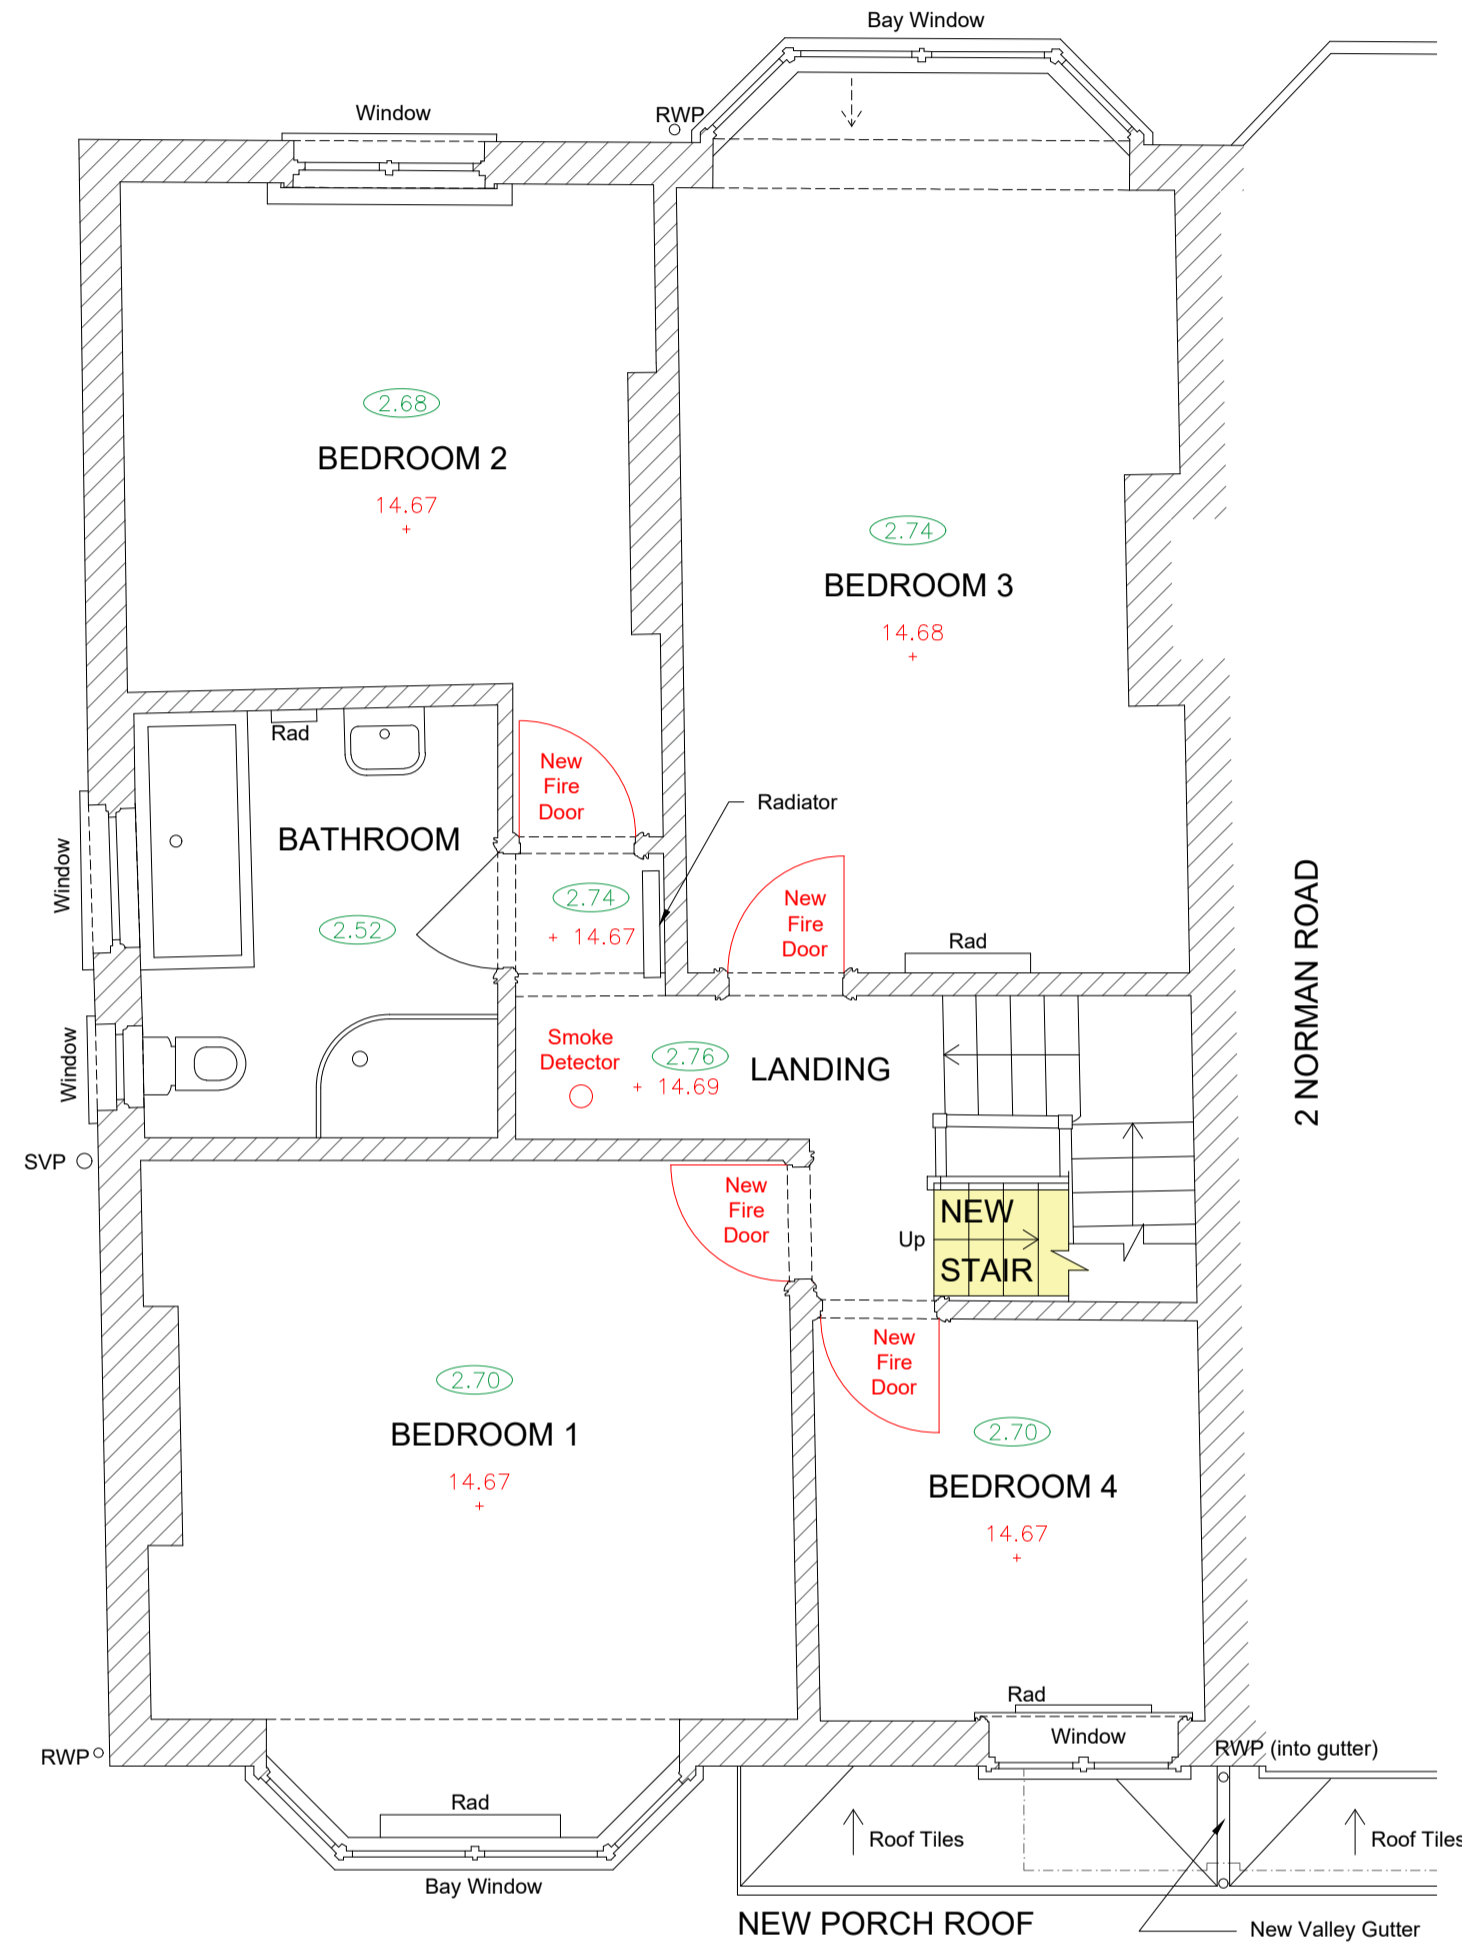 Bay Window
Window
RWP
2.68
BEDROOM 2
14.67
2.74
BEDROOM 3
14.68
Rad
New
Fire
Door
Radiator
BATHROOM
Window
2.52
2.74
14.67
New
Fire
Door
Rad
2 NORMAN ROAD
Window
Smoke
Detector
2.76
14.69
LANDING
SVP
New
Fire
Door
NEW
STAIR
Up
New
Fire
Door
2.70
BEDROOM 1
14.67
2.70
BEDROOM 4
14.67
Rad
Window
RWP
RWP (into gutter)
Rad
Bay Window
Roof Tiles
Roof Tiles
NEW PORCH ROOF
New Valley Gutter